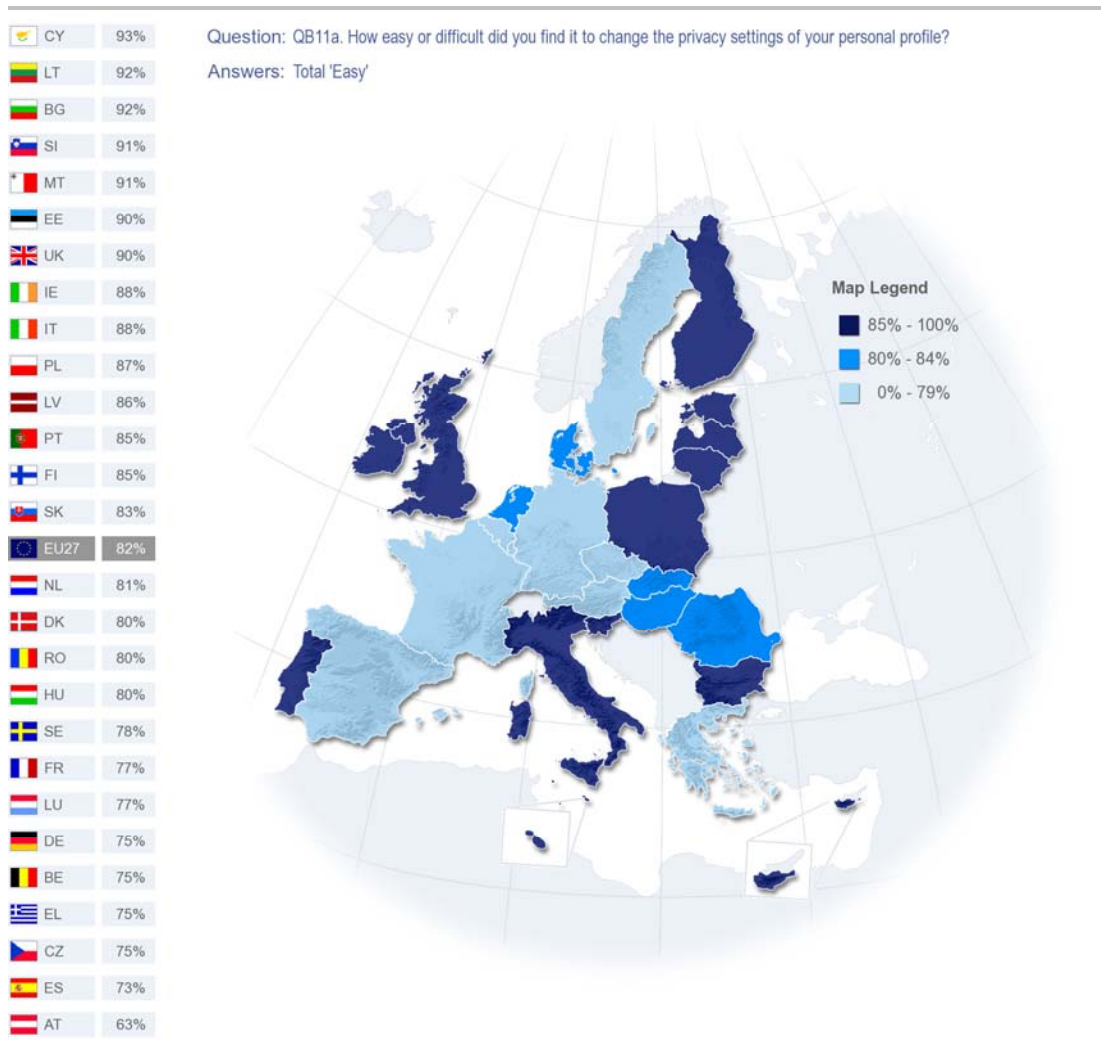 Question: QB11a. How easy or difficult did you find it to change the privacy settings of your personal profile?
Answers: Total 'Easy'
CY 93%
LT 92%
BG 92%
SI 91%
MT 91%
EE 90%
UK 90%
IE 88%
IT 88%
PL 87%
LV 86%
PT 85%
FI 85%
SK 83%
EU27 82%
NL 81%
DK 80%
RO 80%
HU 80%
SE 78%
FR 77%
LU 77%
DE 75%
BE 75%
EL 75%
CZ 75%
ES 73%
AT 63%
Map Legend
85% - 100%
80% - 84%
0% - 79%